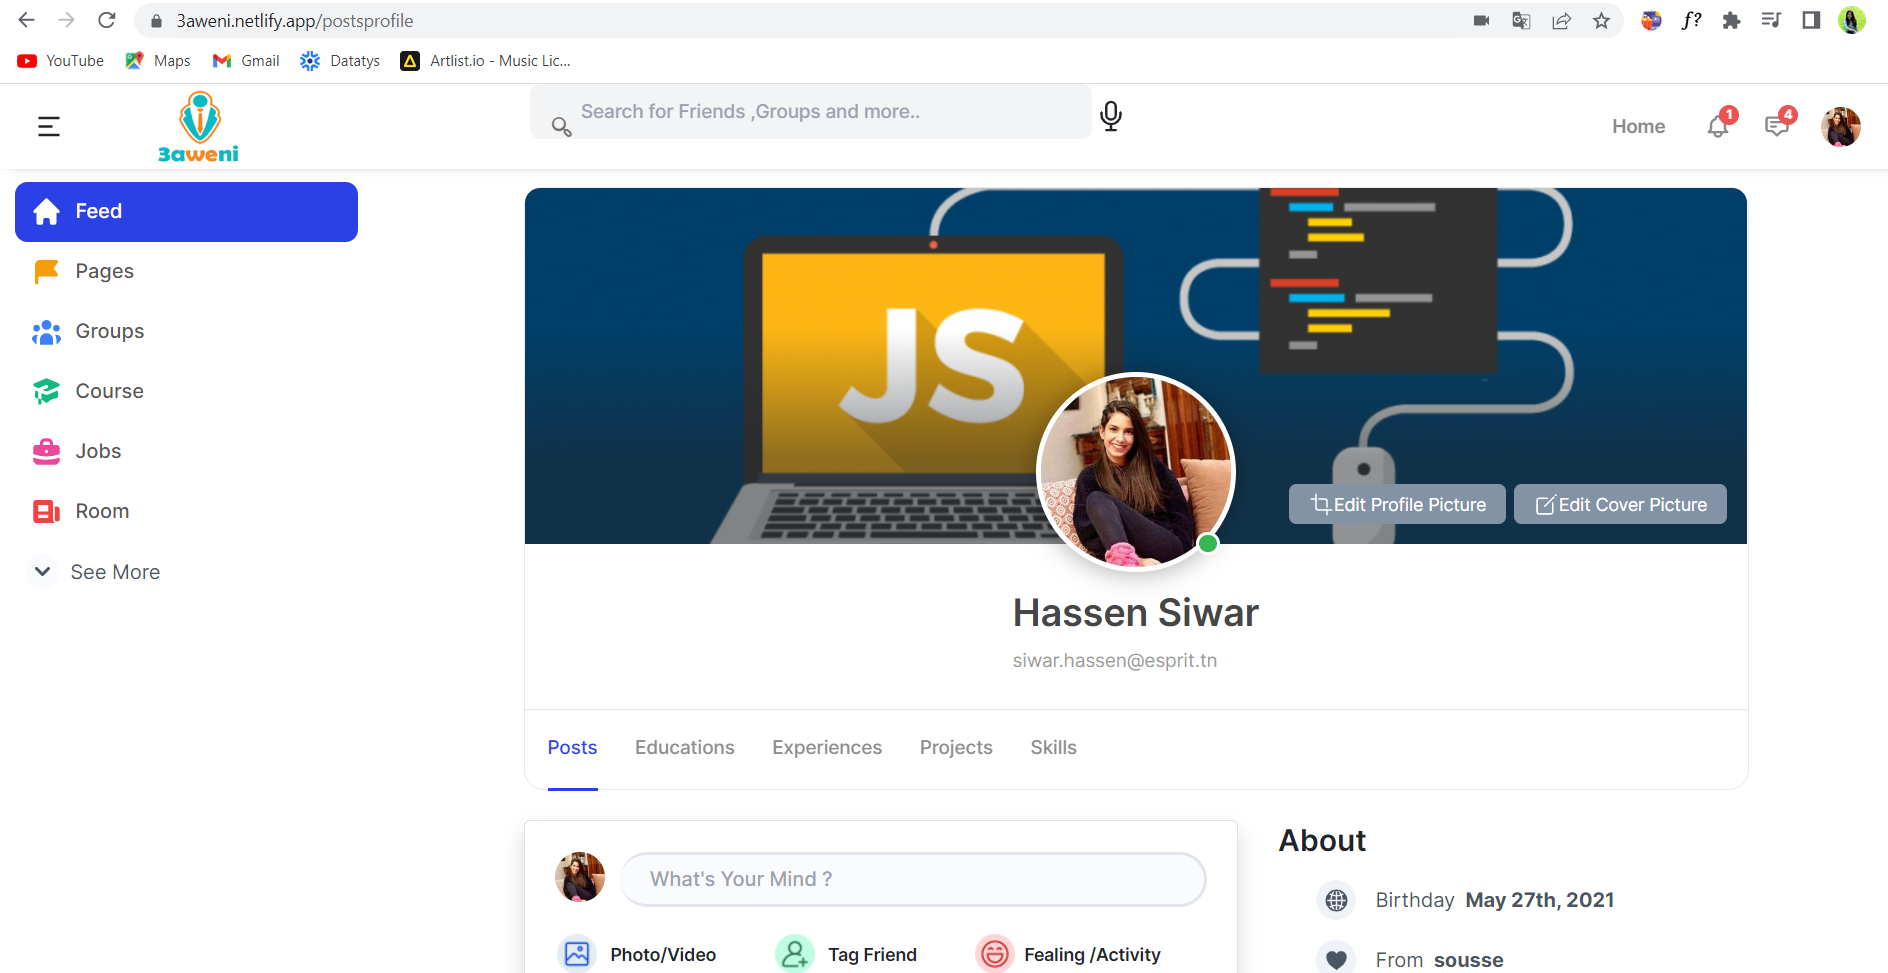 3aweni.netlify.app/postsprofile
YouTube Maps Gmail Datatys Artlist.io - Music Lic...
Search for Friends ,Groups and more..
3aweni
Home 1 4
Feed
Pages
Groups
Course
Jobs
Room
See More
JS
Edit Profile Picture Edit Cover Picture
Hassen Siwar
siwar.hassen@esprit.tn
Posts Educations Experiences Projects Skills
What's Your Mind ?
Photo/Video Tag Friend Fealing /Activity
About
Birthday May 27th, 2021
From sousse